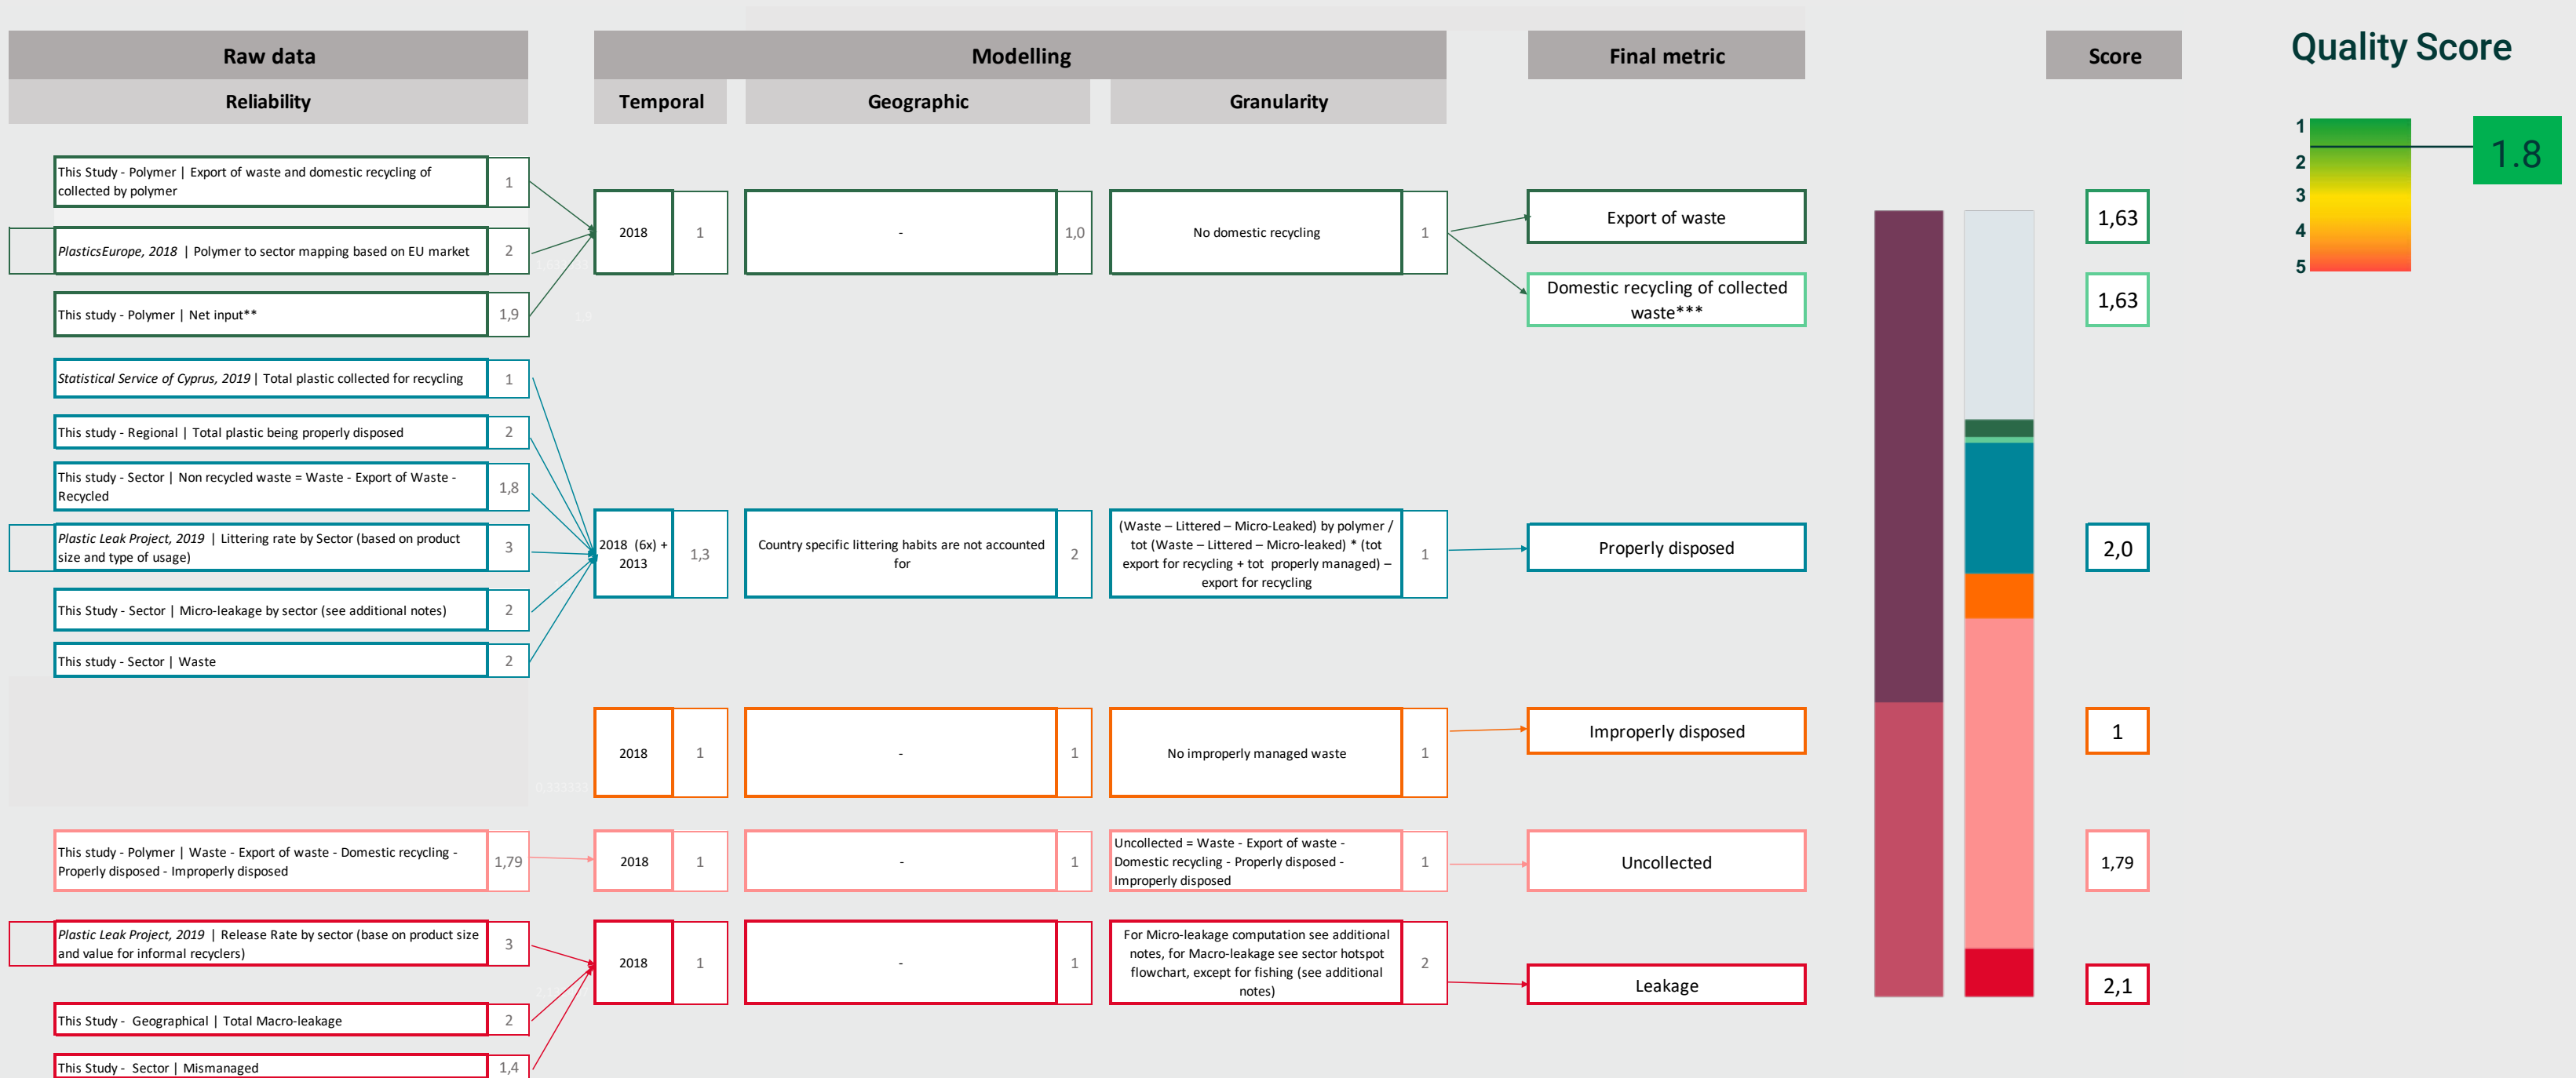 Raw data
Modelling
Final metric
Score
Quality Score
Reliability
Temporal
Geographic
Granularity
1
2
3
4
5
1.8
This Study - Polymer | Export of waste and domestic recycling of
collected by polymer
1
PlasticsEurope, 2018 | Polymer to sector mapping based on EU market
2
This study - Polymer | Net input**
1,9
2018
1
-
1,0
No domestic recycling
1
Export of waste
1,63
Domestic recycling of collected
waste***
1,63
Statistical Service of Cyprus, 2019 | Total plastic collected for recycling
1
This study - Regional | Total plastic being properly disposed
2
This study - Sector | Non recycled waste = Waste - Export of Waste -
Recycled
1,8
Plastic Leak Project, 2019 | Littering rate by Sector (based on product
size and type of usage)
3
This Study - Sector | Micro-leakage by sector (see additional notes)
2
This study - Sector | Waste
2
2018 (6x) +
2013
1,3
Country specific littering habits are not accounted
for
2
(Waste – Littered – Micro-Leaked) by polymer /
tot (Waste – Littered – Micro-leaked) * (tot
export for recycling + tot properly managed) –
export for recycling
1
Properly disposed
2,0
2018
1
-
1
No improperly managed waste
1
Improperly disposed
1
This study - Polymer | Waste - Export of waste - Domestic recycling -
Properly disposed - Improperly disposed
1,79
2018
1
-
1
Uncollected = Waste - Export of waste -
Domestic recycling - Properly disposed -
Improperly disposed
1
Uncollected
1,79
Plastic Leak Project, 2019 | Release Rate by sector (base on product size
and value for informal recyclers)
3
This Study - Geographical | Total Macro-leakage
2
This Study - Sector | Mismanaged
1,4
2018
1
-
1
For Micro-leakage computation see additional
notes, for Macro-leakage see sector hotspot
flowchart, except for fishing (see additional
notes)
2
Leakage
2,1